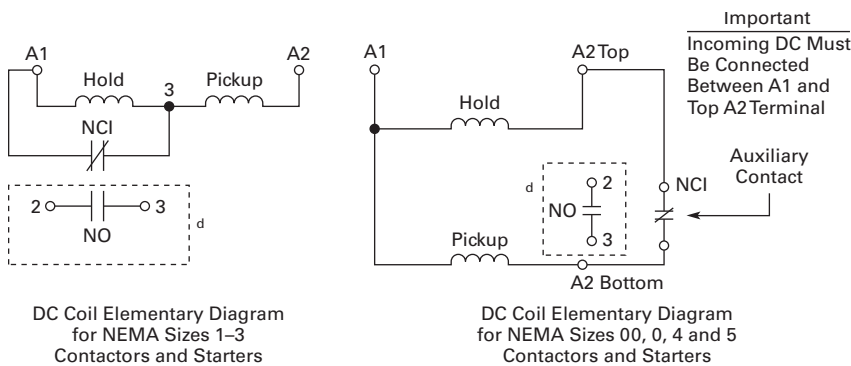 A1
A2
Hold
3
Pickup
NCI
2
3
NO
d
DC Coil Elementary Diagram
for NEMA Sizes 1–3
Contactors and Starters
A1
A2 Top
Hold
d
2
NO
3
NCI
Pickup
A2 Bottom
Auxiliary
Contact
Important
Incoming DC Must
Be Connected
Between A1 and
Top A2 Terminal
DC Coil Elementary Diagram
for NEMA Sizes 00, 0, 4 and 5
Contactors and Starters